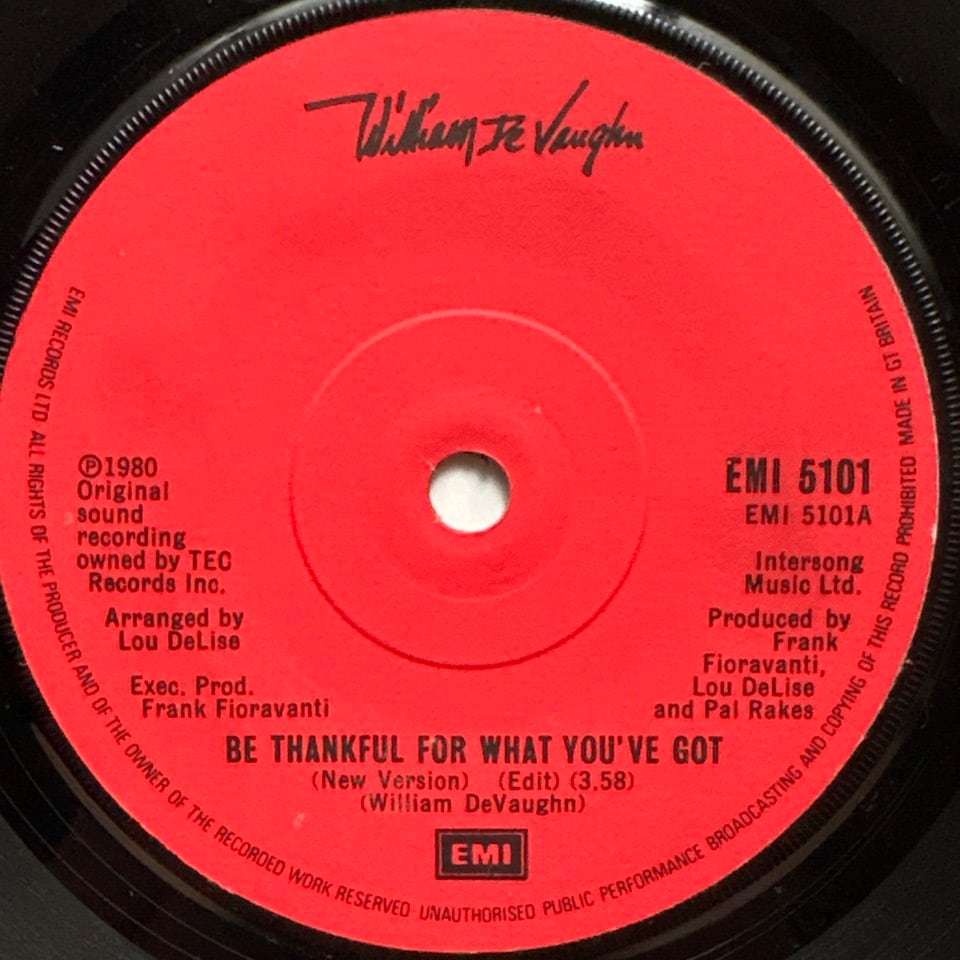 William De Vaughn
℗1980
Original
sound
recording
owned by TEC
Records Inc.
Arranged by
Lou DeLise
Exec. Prod.
Frank Fioravanti
EMI 5101
EMI 5101A
Intersong
Music Ltd.
Produced by
Frank
Fioravanti,
Lou DeLise
and Pal Rakes
BE THANKFUL FOR WHAT YOU'VE GOT
(New Version) (Edit) (3.58)
(William DeVaughn)
EMI
EMI RECORDS LTD ALL RIGHTS OF THE PRODUCER AND OF THE OWNER OF THE RECORDED WORK RESERVED UNAUTHORISED PUBLIC PERFORMANCE BROADCASTING AND COPYING OF THIS RECORD PROHIBITED MADE IN GT BRITAIN